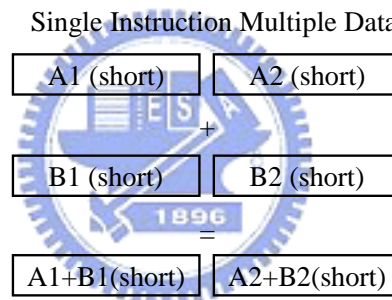 Single Instruction Multiple Data
A1 (short) A2 (short)
ES A
+
B1 (short) B2 (short)
1896
=
A1+B1(short) A2+B2(short)